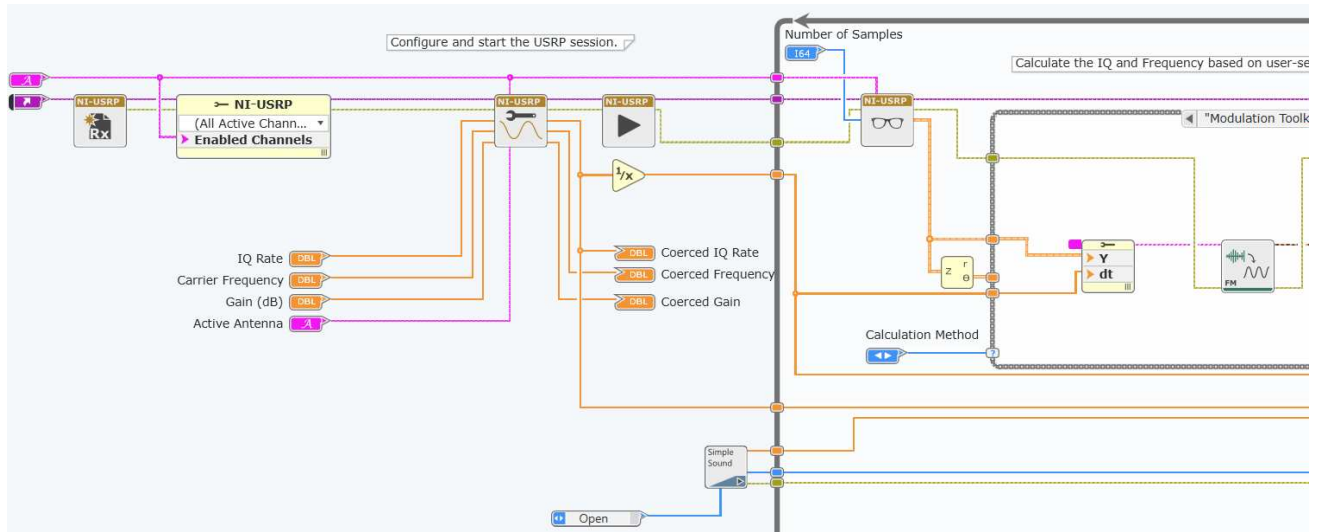 Configure and start the USRP session.
Number of Samples
I64
Calculate the IQ and Frequency based on user-se
NI-USRP
Rx
NI-USRP
(All Active Chann...
Enabled Channels
NI-USRP
NI-USRP
NI-USRP
"Modulation Toolk
1/x
IQ Rate
DBL
Carrier Frequency
DBL
Gain (dB)
DBL
Active Antenna
A
DBL
Coerced IQ Rate
DBL
Coerced Frequency
DBL
Coerced Gain
z
r
θ
Y
dt
FM
Calculation Method
?
Simple
Sound
Open
A